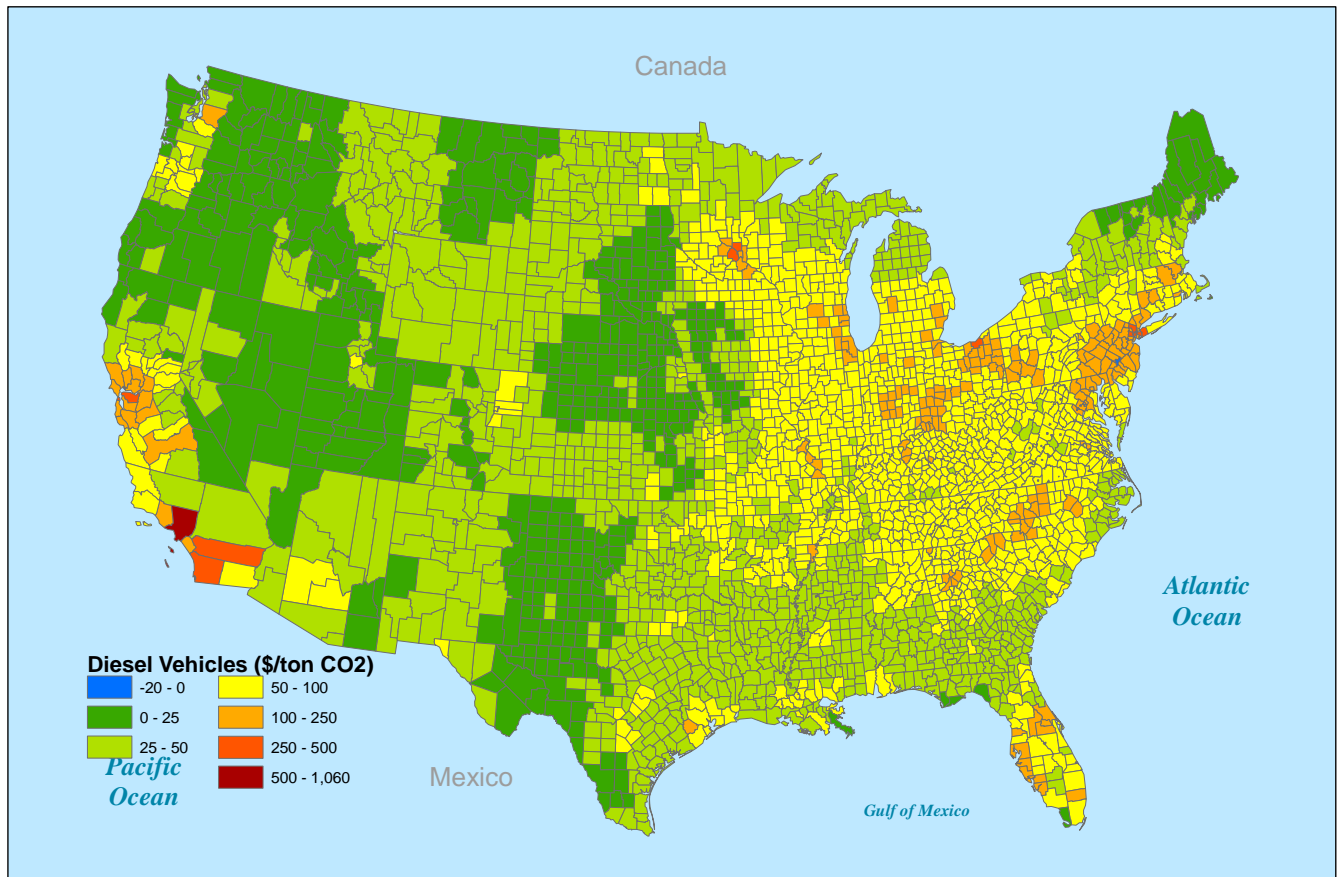 Canada
Atlantic
Ocean
Diesel Vehicles ($/ton CO2)
-20 - 0
50 - 100
0 - 25
100 - 250
25 - 50
250 - 500
500 - 1,060
Pacific
Ocean
Mexico
Gulf of Mexico